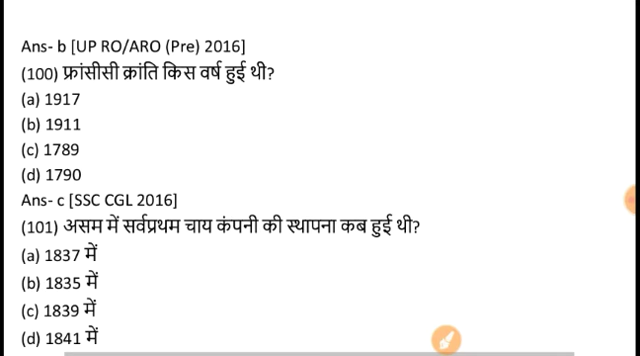 Ans- b [UP RO/ARO (Pre) 2016]
(100) फ्रांसीसी क्रांति किस वर्ष हुई थी?
(a) 1917
(b) 1911
(c) 1789
(d) 1790
Ans- c [SSC CGL 2016]
(101) असम में सर्वप्रथम चाय कंपनी की स्थापना कब हुई थी?
(a) 1837 में
(b) 1835 में
(c) 1839 में
(d) 1841 में